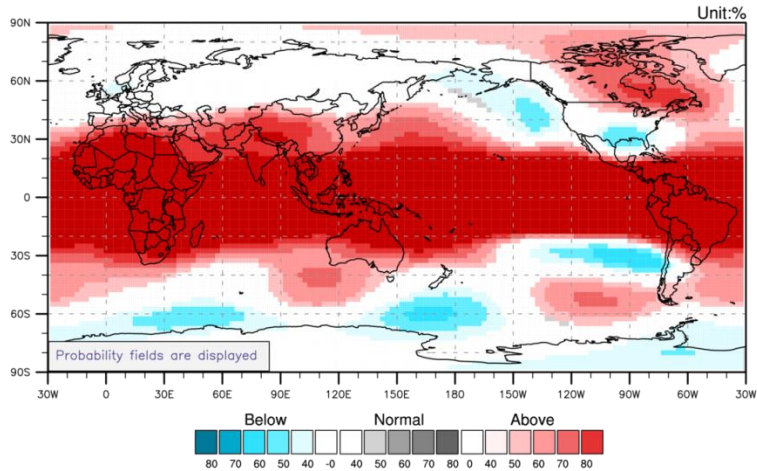 Unit:%
90N
60N
30N
0
30S
60S
90S
Probability fields are displayed
30W 0 30E 60E 90E 120E 150E 180 150W 120W 90W 60W 30W
Below Normal Above
80 70 60 50 40 -0 40 50 60 70 80 0 40 50 60 70 80